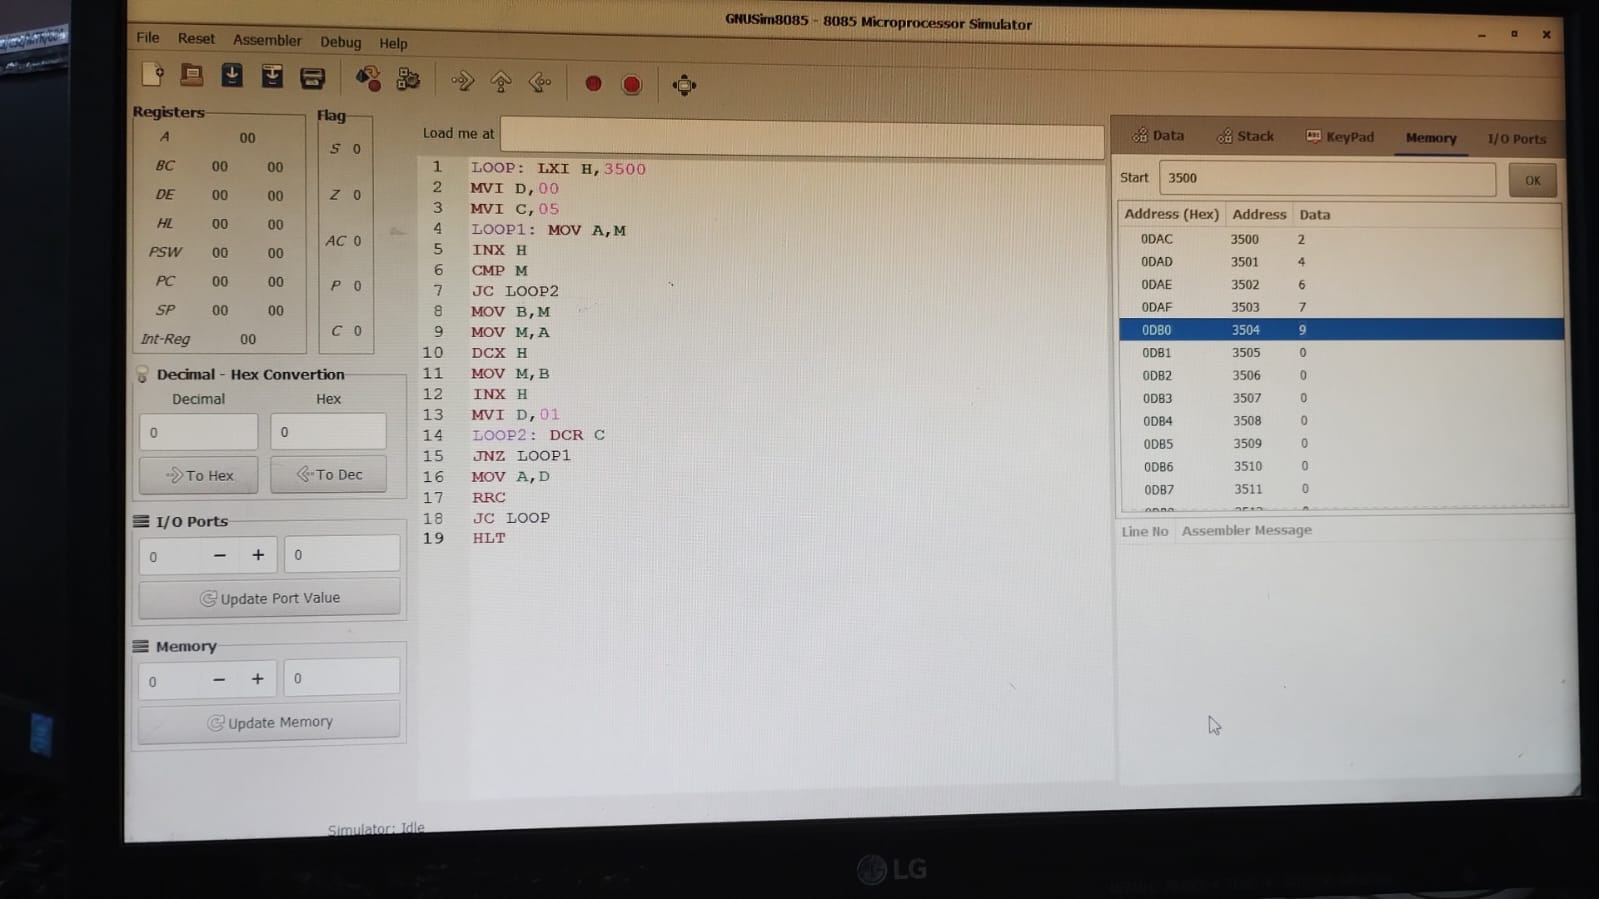 GNUSim8085 - 8085 Microprocessor Simulator
File Reset Assembler Debug Help
Registers
A 00
BC 00 00
DE 00 00
HL 00 00
PSW 00 00
PC 00 00
SP 00 00
Int-Reg 00
Flag
S 0
Z 0
AC 0
P 0
C 0
Decimal - Hex Convertion
Decimal Hex
0 0
To Hex To Dec
I/O Ports
0 - + 0
Update Port Value
Memory
0 - + 0
Update Memory
Simulator: Idle
Load me at
1 LOOP: LXI H,3500
2 MVI D,00
3 MVI C,05
4 LOOP1: MOV A,M
5 INX H
6 CMP M
7 JC LOOP2
8 MOV B,M
9 MOV M,A
10 DCX H
11 MOV M,B
12 INX H
13 MVI D,01
14 LOOP2: DCR C
15 JNZ LOOP1
16 MOV A,D
17 RRC
18 JC LOOP
19 HLT
Data Stack KeyPad Memory I/O Ports
Start 3500 OK
Address (Hex) Address Data
0DAC 3500 2
0DAD 3501 4
0DAE 3502 6
0DAF 3503 7
0DB0 3504 9
0DB1 3505 0
0DB2 3506 0
0DB3 3507 0
0DB4 3508 0
0DB5 3509 0
0DB6 3510 0
0DB7 3511 0
Line No Assembler Message
LG